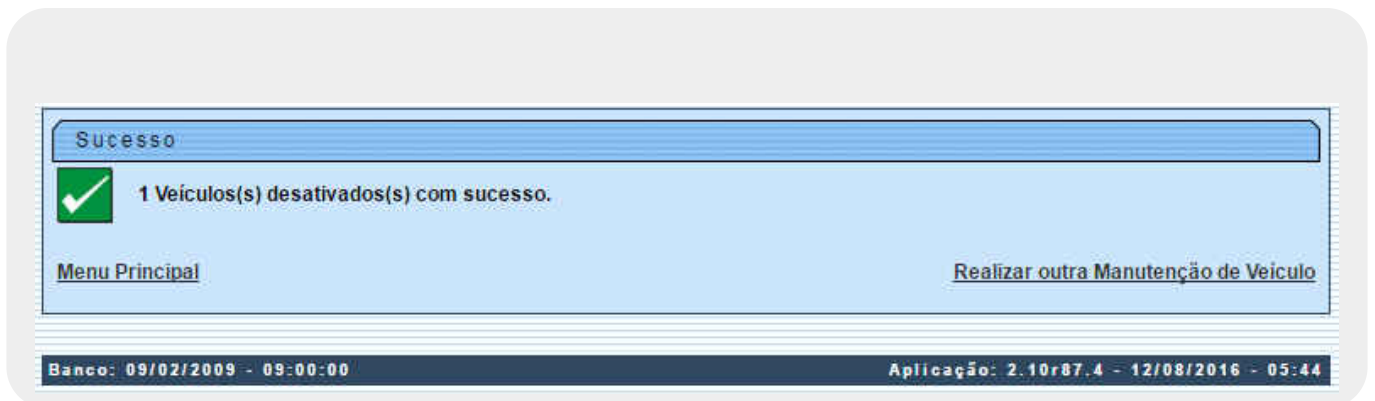 Sucesso
1 Veículos(s) desativados(s) com sucesso.
Menu Principal Realizar outra Manutenção de Veiculo
Banco: 09/02/2009 - 09:00:00 Aplicação: 2.10r87.4 - 12/08/2016 - 05:44